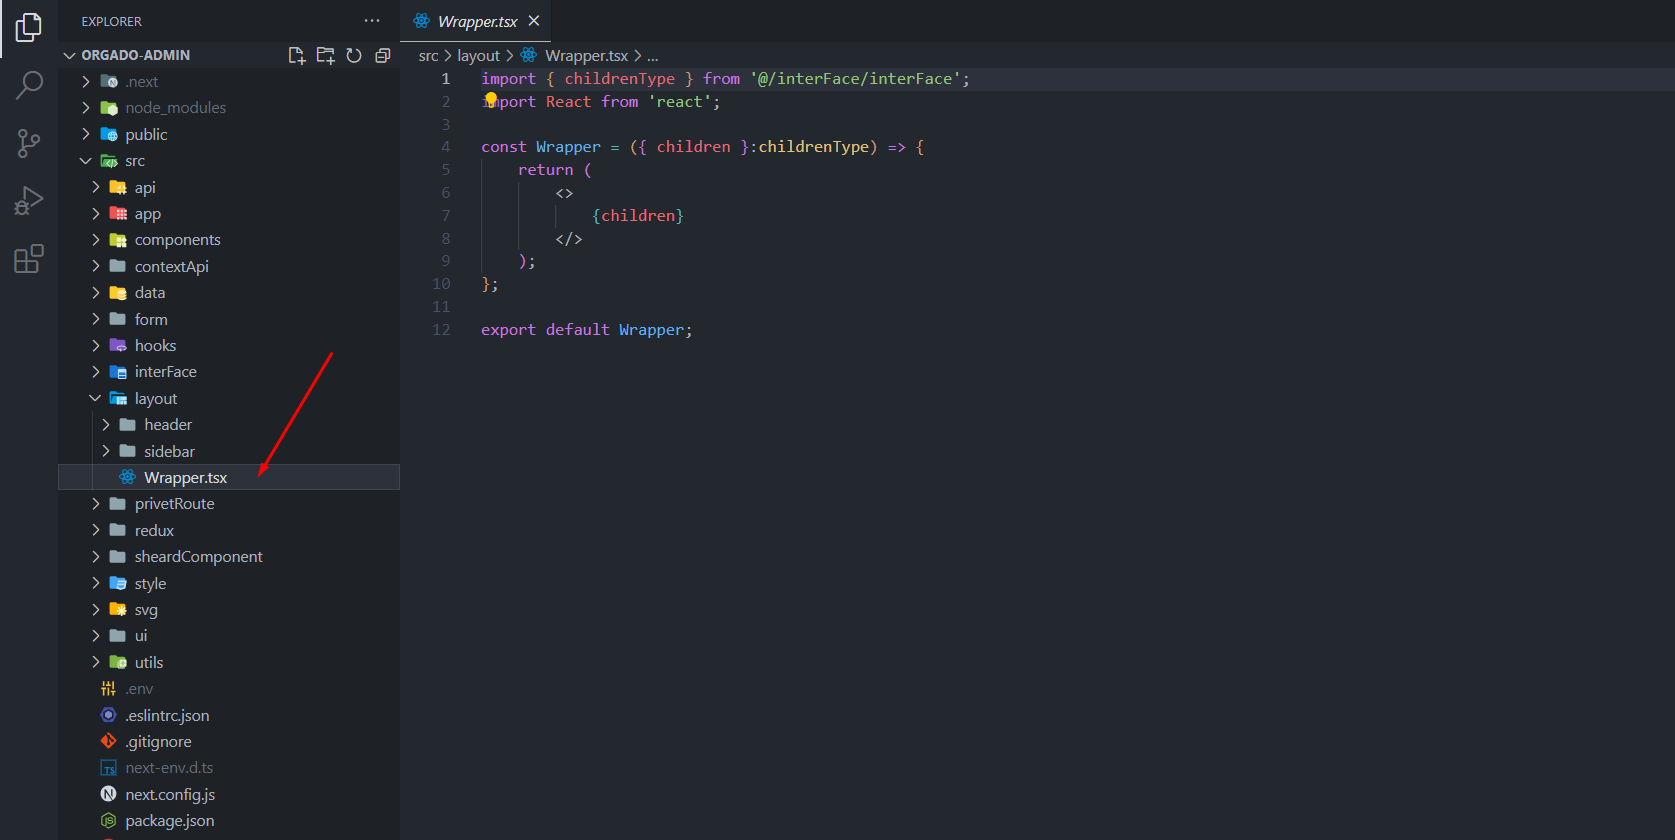 EXPLORER
ORGADO-ADMIN
.next
node_modules
public
src
api
app
components
contextApi
data
form
hooks
interFace
layout
header
sidebar
Wrapper.tsx
privetRoute
redux
sheardComponent
style
svg
ui
utils
.env
.eslintrc.json
.gitignore
next-env.d.ts
next.config.js
package.json
Wrapper.tsx
src > layout > Wrapper.tsx > ...
1 import { childrenType } from '@/interFace/interFace';
2 import React from 'react';
3
4 const Wrapper = ({ children }:childrenType) => {
5 return (
6 <>
7 {children}
8 </>
9 );
10 };
11
12 export default Wrapper;